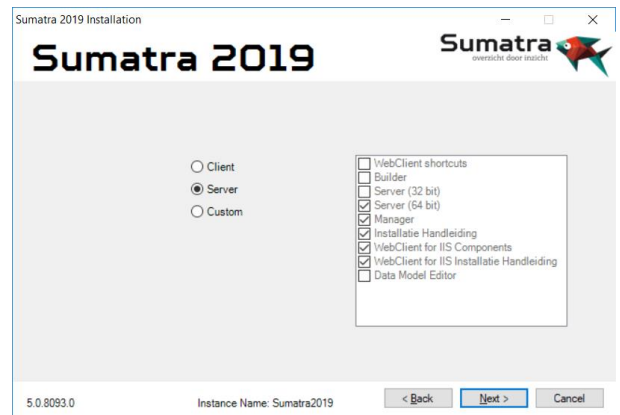 Sumatra 2019 Installation
Sumatra 2019
Sumatra
overzicht door inzicht
Client
Server
Custom
WebClient shortcuts
Builder
Server (32 bit)
Server (64 bit)
Manager
Installatie Handleiding
WebClient for IIS Components
WebClient for IIS Installatie Handleiding
Data Model Editor
5.0.8093.0
Instance Name: Sumatra2019
< Back
Next >
Cancel